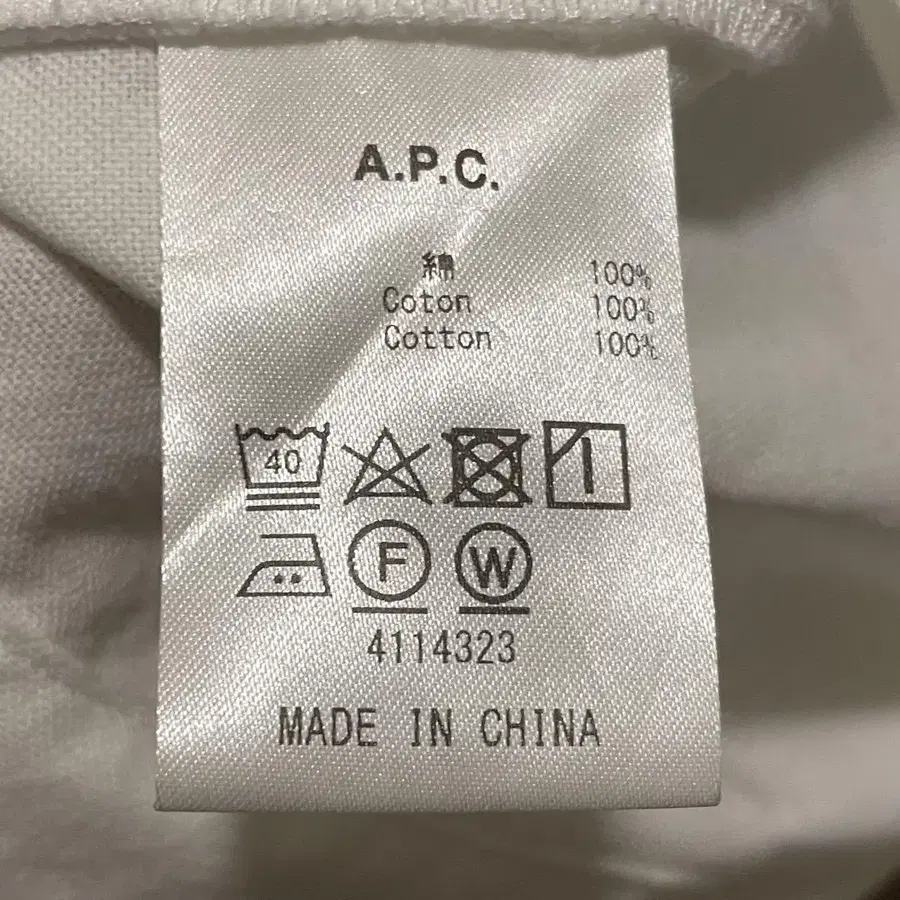 A.P.C.
綿 100%
Coton 100%
Cotton 100%
40
F W
4114323
MADE IN CHINA